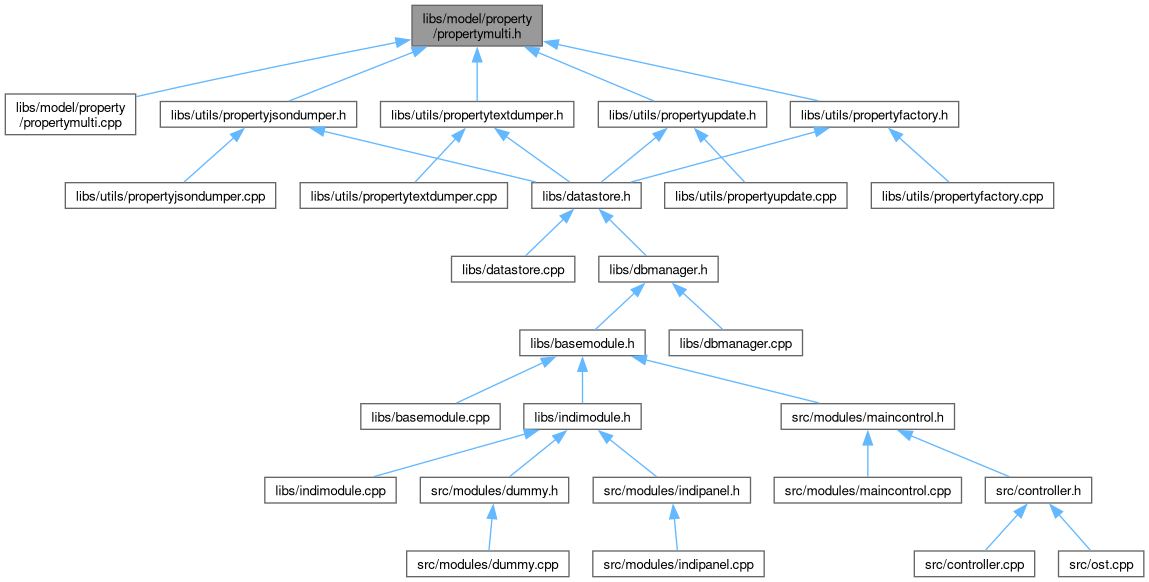 libs/model/property
/propertymulti.h
libs/model/property
/propertymulti.cpp
libs/utils/propertyjsondumper.h
libs/utils/propertytextdumper.h
libs/utils/propertyupdate.h
libs/utils/propertyfactory.h
libs/utils/propertyjsondumper.cpp
libs/utils/propertytextdumper.cpp
libs/datastore.h
libs/utils/propertyupdate.cpp
libs/utils/propertyfactory.cpp
libs/datastore.cpp
libs/dbmanager.h
libs/basemodule.h
libs/dbmanager.cpp
libs/basemodule.cpp
libs/indimodule.h
src/modules/maincontrol.h
libs/indimodule.cpp
src/modules/dummy.h
src/modules/indipanel.h
src/modules/maincontrol.cpp
src/controller.h
src/modules/dummy.cpp
src/modules/indipanel.cpp
src/controller.cpp
src/ost.cpp